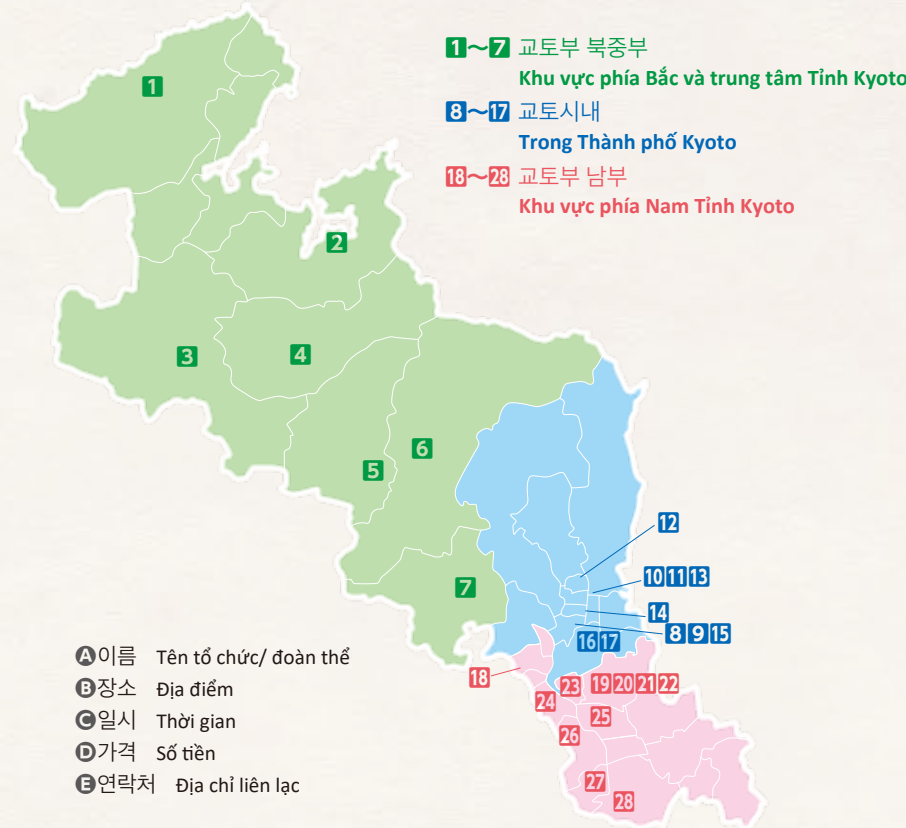 1～7 교토부 북중부
Khu vực phía Bắc và trung tâm Tỉnh Kyoto
8～17 교토시내
Trong Thành phố Kyoto
18～28 교토부 남부
Khu vực phía Nam Tỉnh Kyoto
1
2
3
4
5
6
7
12
10 11 13
14
8 9 15
16 17
18
23 19 20 21 22
24
25
26
27
28
A이름 Tên tổ chức/ đoàn thể
B장소 Địa điểm
C일시 Thời gian
D가격 Số tiền
E연락처 Địa chỉ liên lạc